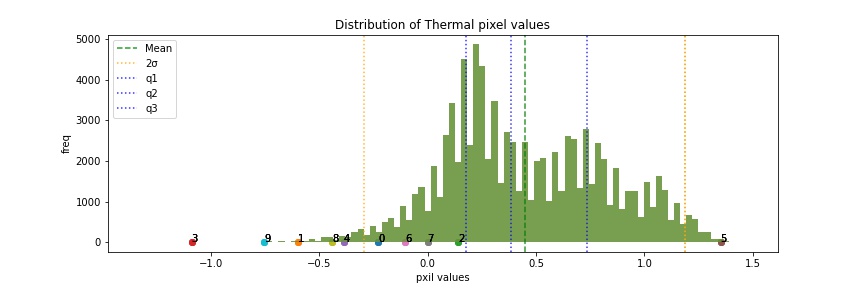 Distribution of Thermal pixel values
5000
4000
3000
2000
1000
0
freq
Mean
2σ
q1
q2
q3
3 9 1 8 4 0 6 7 2 5
−1.0 −0.5 0.0 0.5 1.0 1.5
pxil values